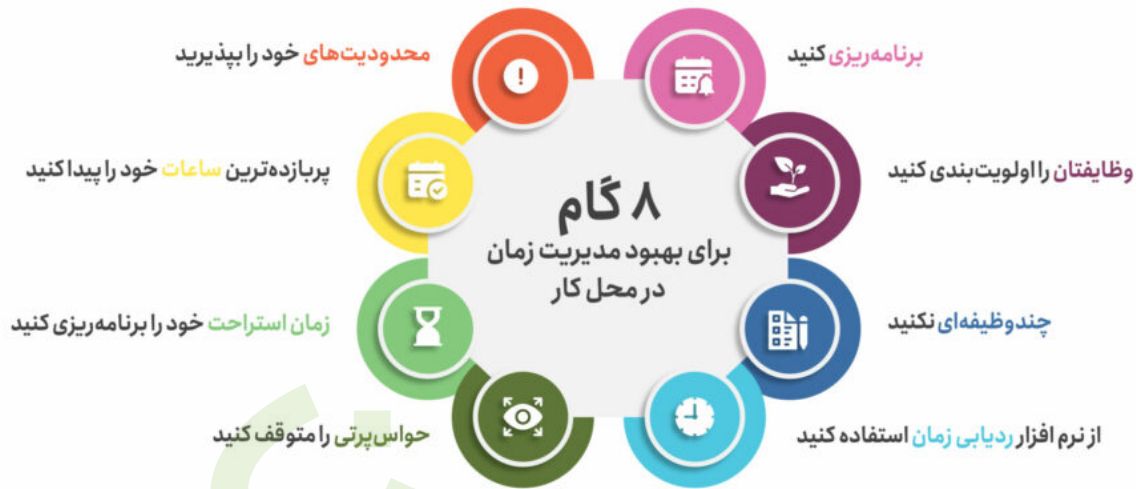 ۸ گام
برای بهبود مدیریت زمان
در محل کار
برنامه‌ریزی کنید
وظایفتان را اولویت‌بندی کنید
چندوظیفه‌ای نکنید
از نرم افزار ردیابی زمان استفاده کنید
حواس‌پرتی را متوقف کنید
زمان استراحت خود را برنامه‌ریزی کنید
پربازده‌ترین ساعات خود را پیدا کنید
محدودیت‌های خود را بپذیرید